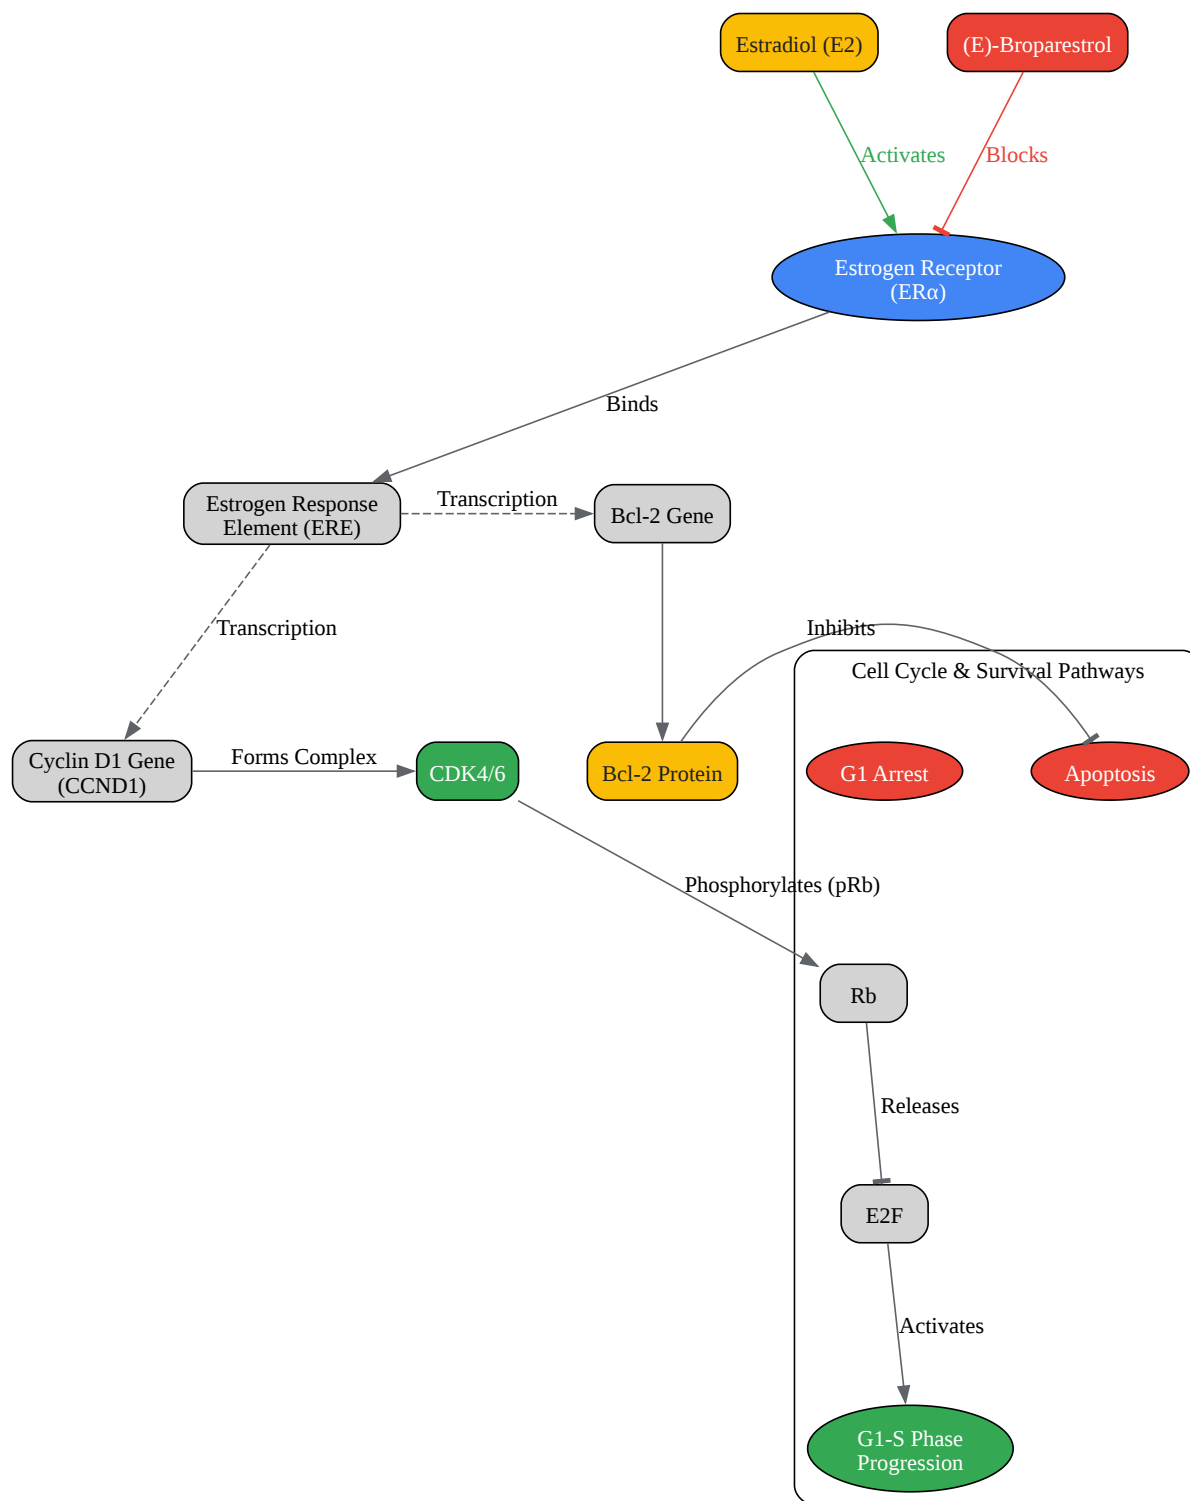 Estradiol (E2)
(E)-Broparestrol
Activates
Blocks
Estrogen Receptor
(ERα)
Binds
Estrogen Response
Element (ERE)
Transcription
Bcl-2 Gene
Transcription
Inhibits
Cell Cycle & Survival Pathways
Cyclin D1 Gene
(CCND1)
Forms Complex
CDK4/6
Bcl-2 Protein
G1 Arrest
Apoptosis
Phosphorylates (pRb)
Rb
Releases
E2F
Activates
G1-S Phase
Progression